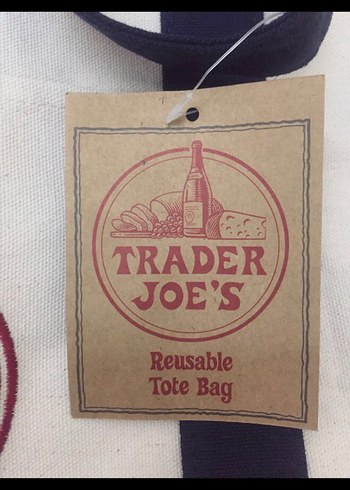 TRADER
JOE'S
Reusable
Tote Bag